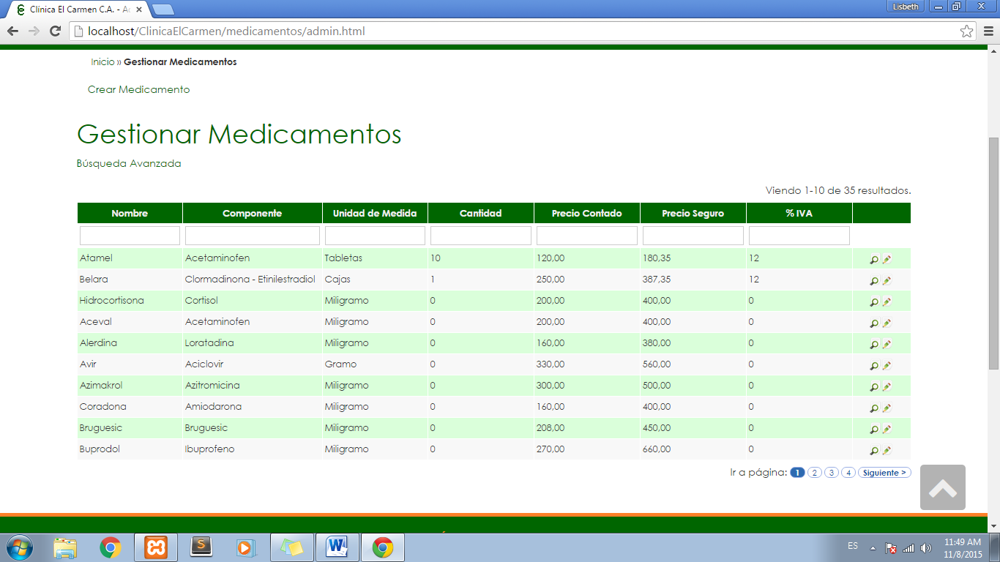 Clínica El Carmen C.A. - A
Lisbeth
localhost/ClinicaElCarmen/medicamentos/admin.html
Inicio » Gestionar Medicamentos
Crear Medicamento
Gestionar Medicamentos
Búsqueda Avanzada
Viendo 1-10 de 35 resultados.
Nombre Componente Unidad de Medida Cantidad Precio Contado Precio Seguro % IVA
Atamel Acetaminofen Tabletas 10 120,00 180,35 12
Belara Clormadinona - Etinilestradiol Cajas 1 250,00 387,35 12
Hidrocortisona Cortisol Miligramo 0 200,00 400,00 0
Aceval Acetaminofen Miligramo 0 200,00 400,00 0
Alerdina Loratadina Miligramo 0 160,00 380,00 0
Avir Aciclovir Gramo 0 330,00 560,00 0
Azimakrol Azitromicina Miligramo 0 300,00 500,00 0
Coradona Amiodarona Miligramo 0 160,00 400,00 0
Bruguesic Bruguesic Miligramo 0 208,00 450,00 0
Buprodol Ibuprofeno Miligramo 0 270,00 660,00 0
Ir a página: 1 2 3 4 Siguiente >
ES
11:49 AM
11/8/2015